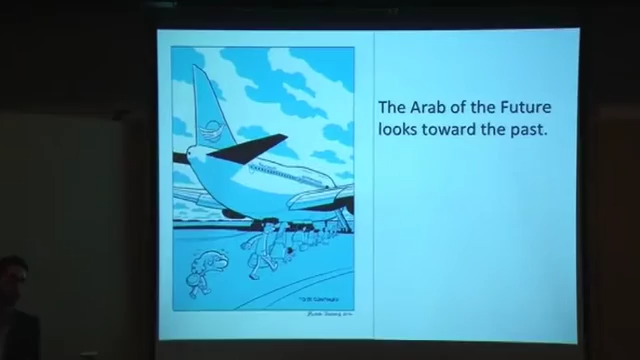 The Arab of the Future
looks toward the past.